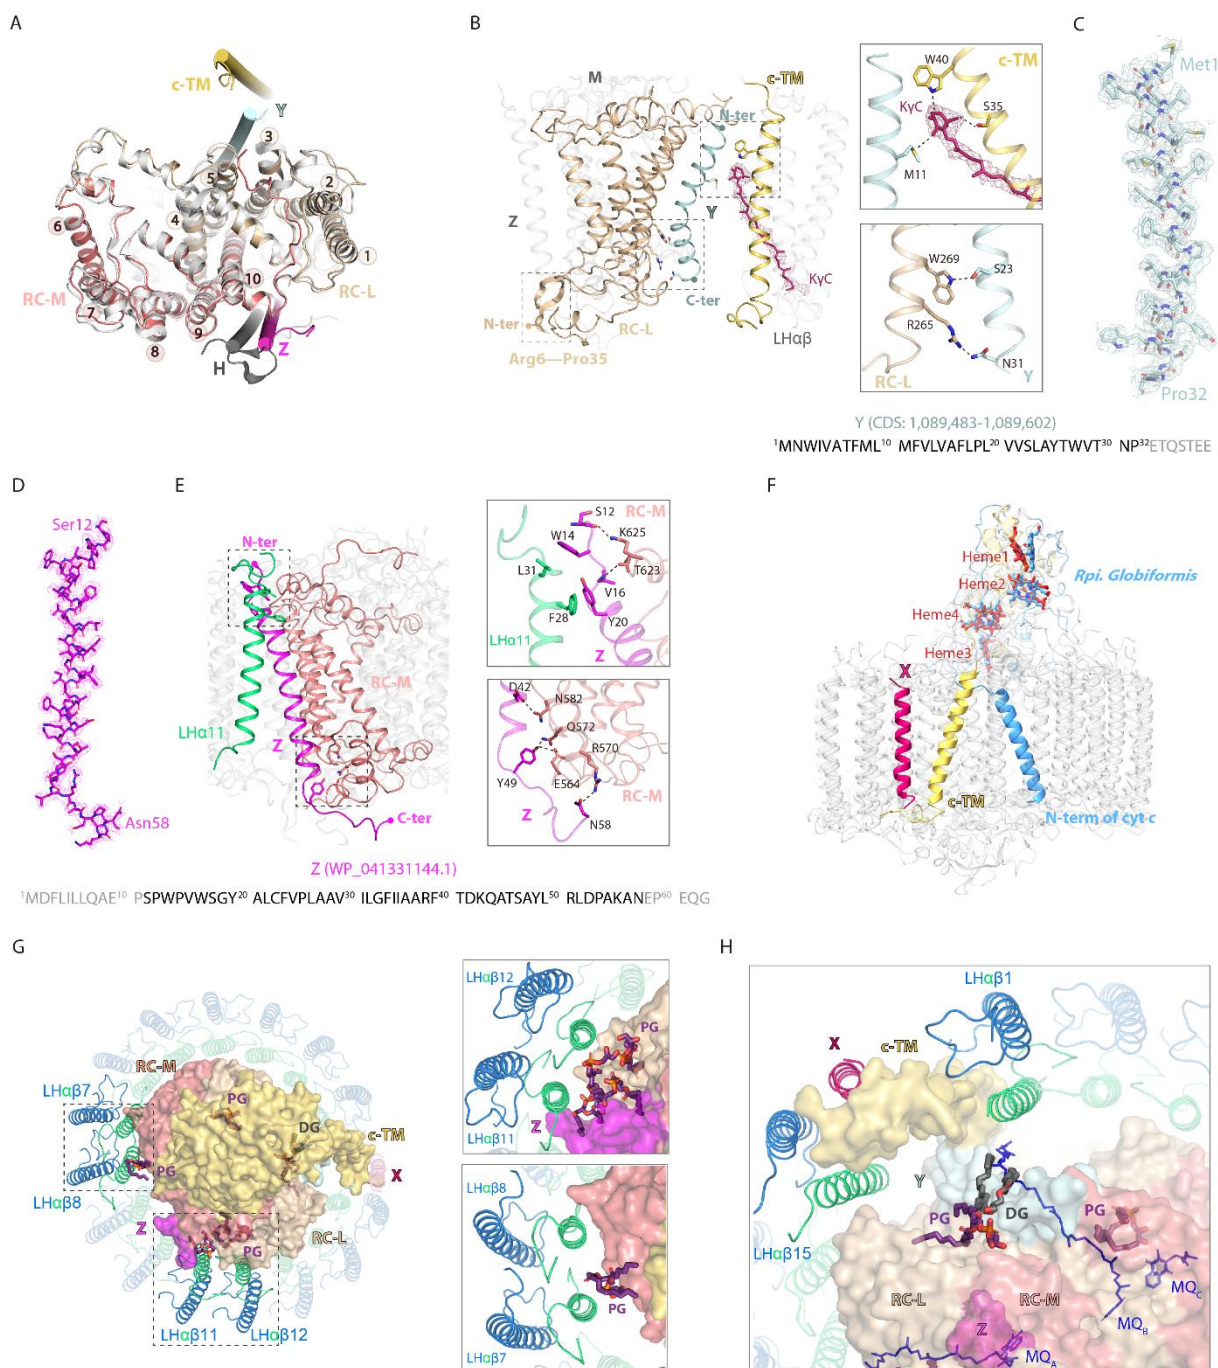 A
c-TM
Y
3
5
2
4
6
1
10
RC-M
RC-L
7
9
8
Z
H
B
M
c-TM
N-ter
Z
Y
C-ter
KγC
N-ter
RC-L
Arg6—Pro35
LHαβ
W40
c-TM
KγC
S35
M11
W269
S23
R265
N31
RC-L
Y
C
Met1
Pro32
Y (CDS: 1,089,483-1,089,602)
¹MNWIVATFML¹⁰ MFVLVAFLPL²⁰ VVSLAYTWVT³⁰ NP³²ETQSTEE
D
Ser12
Asn58
E
N-ter
RC-M
LHα11
Z
C-ter
S12
RC-M
W14
K625
L31
T623
V16
F28
Y20
LHα11
Z
D42
N582
Q572
R570
Y49
E564
RC-M
Z
N58
Z (WP_041331144.1)
¹MDFLILLQAE¹⁰ PSPWPVWSGY²⁰ ALCFVPLAAV³⁰ ILGFIIAARF⁴⁰ TDKQATSAYL⁵⁰ RLDPAKANEP⁶⁰ EQG
F
Heme1
Heme2
Rpi. Globiformis
Heme4
Heme3
X
c-TM
N-term of cyt c
G
RC-M
LHαβ7
PG
DG
c-TM
PG
X
LHαβ8
Z
RC-L
PG
LHαβ11
LHαβ12
LHαβ12
PG
LHαβ11
Z
LHαβ8
PG
LHαβ7
H
LHαβ1
X
c-TM
Y
PG
DG
PG
LHαβ15
MQC
RC-L
RC-M
MQB
Z
MQA